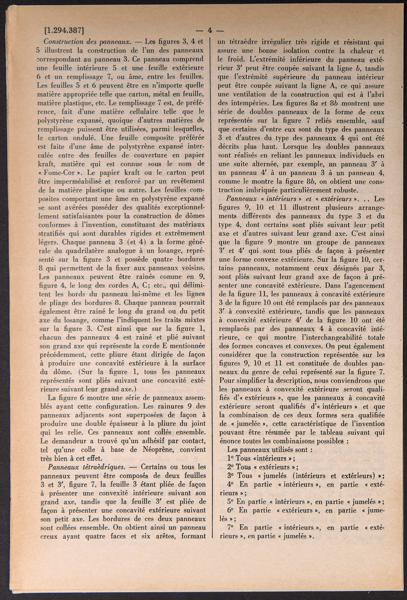 [1.294.387]
— 4 —
Construction des panneaux. — Les figures 3, 4 et
5 illustrent la construction de l'un des panneaux
correspondant au panneau 3. Ce panneau comprend
une feuille intérieure 5 et une feuille extérieure
6 et un remplissage 7, ou âme, entre les feuilles.
Les feuilles 5 et 6 peuvent être en n'importe quelle
matière appropriée telle que carton, métal en feuille,
matière plastique, etc. Le remplissage 7 est, de préfé-
rence, fait d'une matière cellulaire telle que le
polystyrène expansé, quoique d'autres matières de
remplissage puissent être utilisées, parmi lesquelles,
le carton ondulé. Une feuille composite préférée
est faite d'une âme de polystyrène expansé inter-
calée entre des feuilles de couverture en papier
kraft, matière qui est connue sous le nom de
« Fome-Cor ». Le papier kraft ou le carton peut
être imperméabilisé et renforcé par un revêtement
de la matière plastique ou autre. Les feuilles com-
posites comportant une âme en polystyrène expansé
se sont avérées posséder des qualités exceptionnel-
lement satisfaisantes pour la construction de dômes
conformes à l'invention, constituant des matériaux
stratifiés qui sont durables rigides et extrêmement
légers. Chaque panneau 3 (et 4) a la forme géné-
rale du quadrilatère analogue à un losange, repré-
senté sur la figure 3 et possède quatre bordures
8 qui permettent de la fixer aux panneaux voisins.
Les panneaux peuvent être rainés comme en 9,
figure 4, le long des cordes A, C; etc., qui délimi-
tent les bords du panneau lui-même et les lignes
de pliage des bordures 8. Chaque panneau pourrait
également être rainé le long du grand ou du petit
axe du losange, comme l'indiquent les traits mixtes
sur la figure 3. C'est ainsi que sur la figure 1,
chacun des panneaux 4 est rainé et plié suivant
son grand axe qui représente la corde E mentionnée
précédemment, cette pliure étant dirigée de façon
à produire une concavité extérieure à la surface
du dôme. (Sur la figure 1, tous les panneaux
représentés sont pliés suivant une concavité exté-
rieure suivant leur grand axe.)
La figure 6 montre une série de panneaux assem-
blés ayant cette configuration. Les rainures 9 des
panneaux adjacents sont superposées de façon à
produire une double épaisseur à la pliure du joint
qui les relie. Ces panneaux sont collés ensemble.
Le demandeur a trouvé qu'un adhésif par contact,
tel qu'une colle à base de Néoprène, convient
très bien à cet effet.
Panneaux tétraédriques. — Certains ou tous les
panneaux peuvent être composés de deux feuilles
3 et 3', figure 7, la feuille 3 étant pliée de façon
à présenter une concavité intérieure suivant son
grand axe, tandis que la feuille 3' est pliée de
façon à présenter une concavité extérieure suivant
son petit axe. Les bordures de ces deux panneaux
sont collées ensemble. On obtient ainsi un panneau
creux ayant quatre faces et six arêtes, formant
un tétraèdre irrégulier très rigide et résistant qui
assure une bonne isolation contre la chaleur et
le froid. L'extrémité inférieure du panneau exté-
rieur 3' peut être coupée suivant la ligne b, tandis
que l'extrémité supérieure du panneau intérieur
peut être coupée suivant la ligne A, ce qui assure
une ventilation de la construction qui est à l'abri
des intempéries. Les figures 8a et 8b montrent une
série de doubles panneaux de la forme de ceux
représentés sur la figure 7 reliés ensemble, sauf
que certains d'entre eux sont du type des panneaux
3 et d'autres du type des panneaux 4 qui ont été
décrits plus haut. Lorsque les doubles panneaux
sont réalisés en reliant les panneaux individuels en
une suite alternée, par exemple, un panneau 3' à
un panneau 4' à un panneau 3 à un panneau 4,
comme le montre la figure 8b, on obtient une cons-
truction imbriquée particulièrement robuste.
Panneaux « intérieurs » et « extérieurs ». ... Les
figures 9, 10 et 11 illustrent plusieurs arrange-
ments différents des panneaux du type 3 et du
type 4, dont certains sont pliés suivant leur petit
axe et d'autres suivant leur grand axe. C'est ainsi
que la figure 9 montre un groupe de panneaux
3' et 4' qui sont tous pliés de façon à présenter
une forme convexe extérieure. Sur la figure 10, cer-
tains panneaux, notamment ceux désignés par 3,
sont pliés suivant leur grand axe de façon à pré-
senter une concavité extérieure. Dans l'agencement
de la figure 11, les panneaux à concavité extérieure
3 de la figure 10 ont été remplacés par des panneaux
3' à convexité extérieure, tandis que les panneaux
à convexité extérieure 4' de la figure 10 ont été
remplacés par des panneaux 4 à concavité inté-
rieure, ce qui montre l'interchangeabilité totale
des formes concaves et convexes. On peut également
considérer que la construction représentée sur les
figures 9, 10 et 11 est constituée de doubles pan-
neaux du genre de celui représenté sur la figure 7.
Pour simplifier la description, nous conviendrons que
les panneaux à concavité extérieure seront quali-
fiés d'« extérieurs », que les panneaux à concavité
extérieure seront qualifiés d'« intérieurs » et que
la combinaison de ces deux formes sera qualifiée
de « jumelée », cette caractéristique de l'invention
pouvant être résumée par le tableau suivant qui
énonce toutes les combinaisons possibles :
Les panneaux utilisés sont :
1° Tous « intérieurs » ;
2° Tous « extérieurs » ;
3° Tous « jumelés (intérieurs et extérieurs) » ;
4° En partie « intérieurs », en partie « exté-
rieurs » ;
5° En partie « intérieurs », en partie « jumelés » ;
6° En partie « extérieurs », en partie « jume-
lés » ;
7° En partie « intérieurs », en partie « exté-
rieurs », en partie « jumelés ».